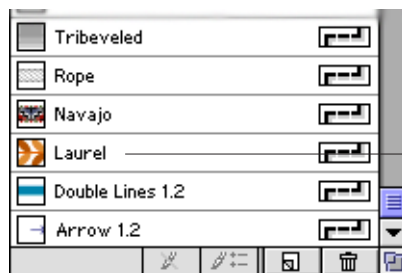 Tribeveled
Rope
Navajo
Laurel
Double Lines 1.2
Arrow 1.2